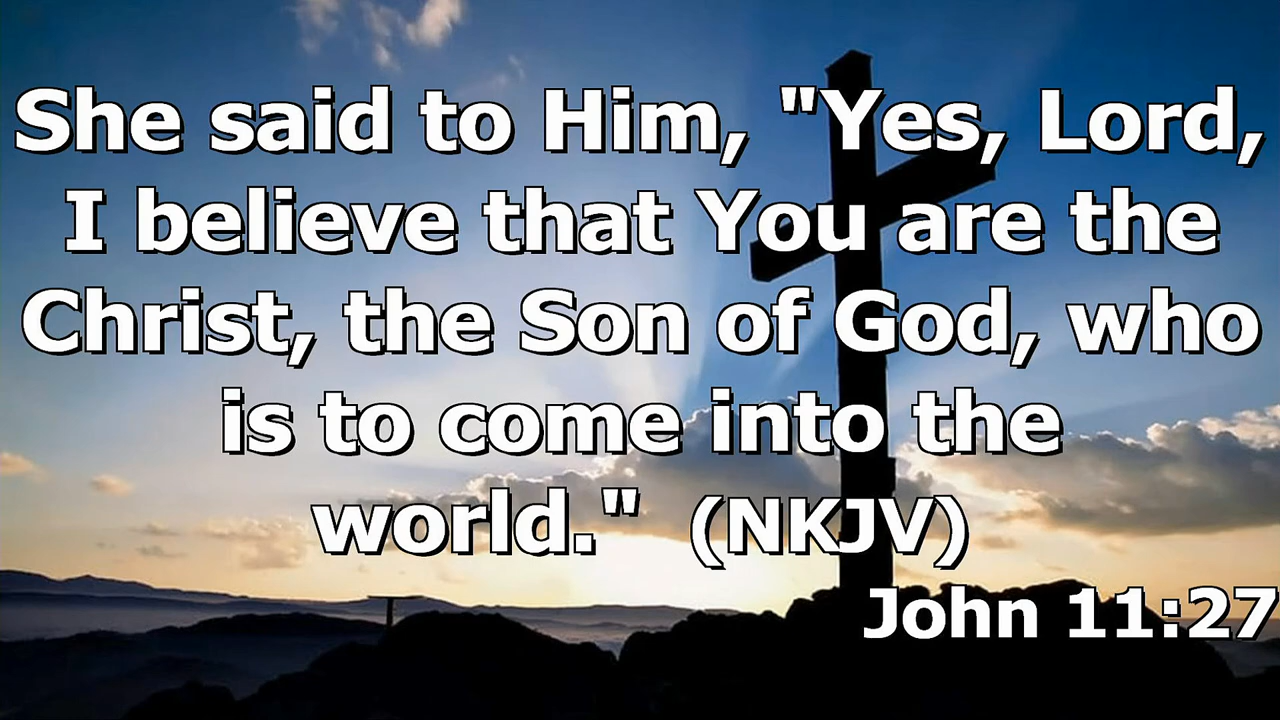 She said to Him, "Yes, Lord,
I believe that You are the
Christ, the Son of God, who
is to come into the
world." (NKJV)
John 11:27